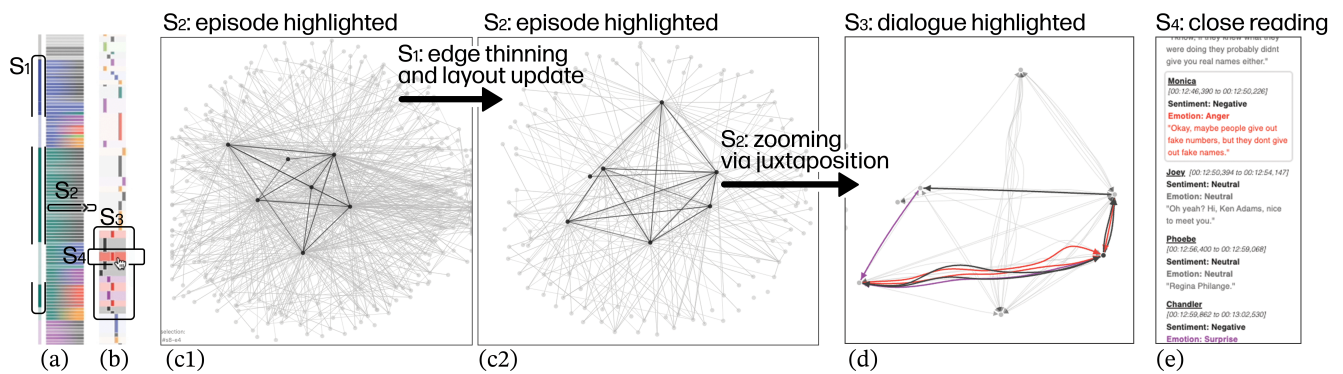 S2: episode highlighted
S2: episode highlighted
S3: dialogue highlighted
S4: close reading
S1: edge thinning
and layout update
S2: zooming
via juxtaposition
S1
S2
S3
S4
selection:
#s8-e4
were doing they probably didnt
give you real names either."
Monica
[00:12:46,390 to 00:12:50,226]
Sentiment: Negative
Emotion: Anger
"Okay, maybe people give out
fake numbers, but they dont give
out fake names."
Joey [00:12:50,394 to 00:12:54,147]
Sentiment: Neutral
Emotion: Neutral
"Oh yeah? Hi, Ken Adams, nice
to meet you."
Phoebe
[00:12:56,400 to 00:12:59,068]
Sentiment: Neutral
Emotion: Neutral
"Regina Philange."
Chandler
[00:12:59,862 to 00:13:02,530]
Sentiment: Negative
Emotion: Surprise
(a)
(b)
(c1)
(c2)
(d)
(e)